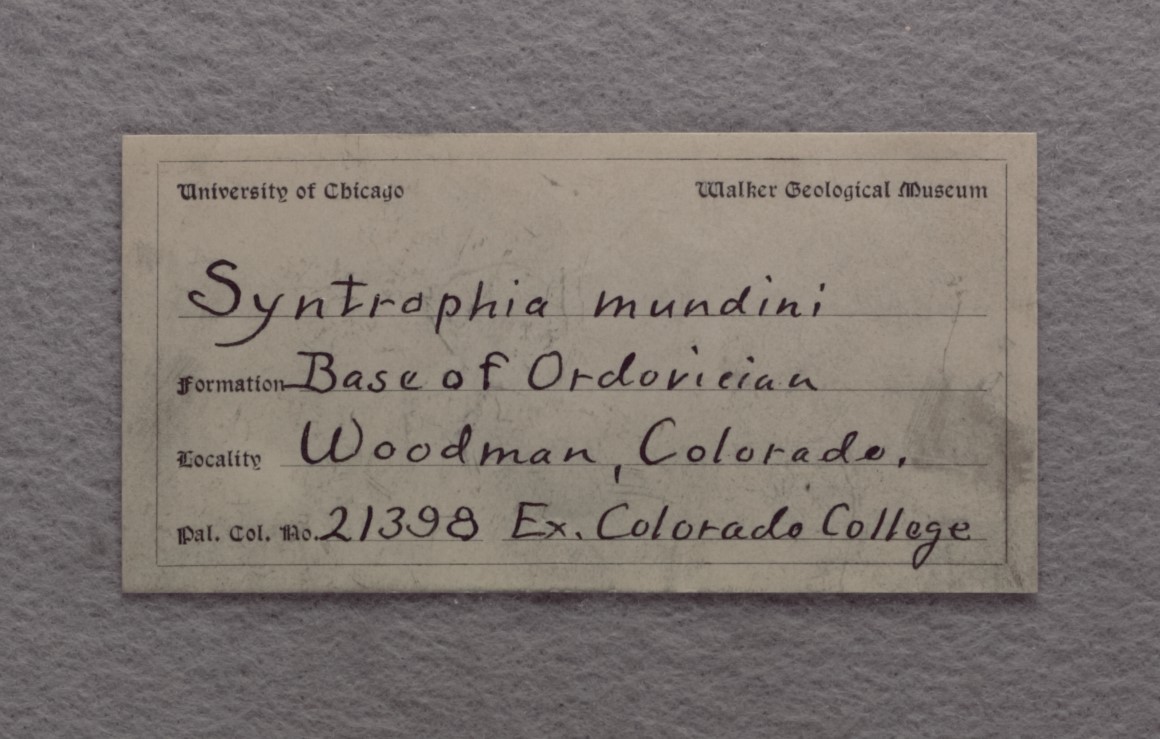 University of Chicago Walker Geological Museum
Syntrophia mundini
Formation Base of Ordovician
Locality Woodman, Colorado.
Pal. Col. No. 21398 Ex. Colorado College